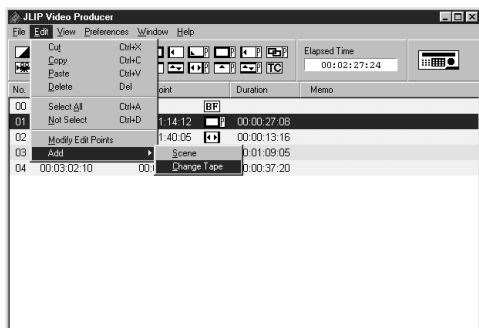 JLIP Video Producer
File Edit View Preferences Window Help
Cut Ctrl+X
Copy Ctrl+C
Paste Ctrl+V
Delete Del
Select All Ctrl+A
Not Select Ctrl+D
Modify Edit Points
Add
Scene
Change Tape
P P P P P
P P P P TC
Elapsed Time
00:02:27:24
No. oint Duration Memo
00 BF
01 1:14:12 P 00:00:27:08
02 1:40:05 00:00:13:16
03 0:01:09:05
04 00:03:02:10 00: 0:00:37:20